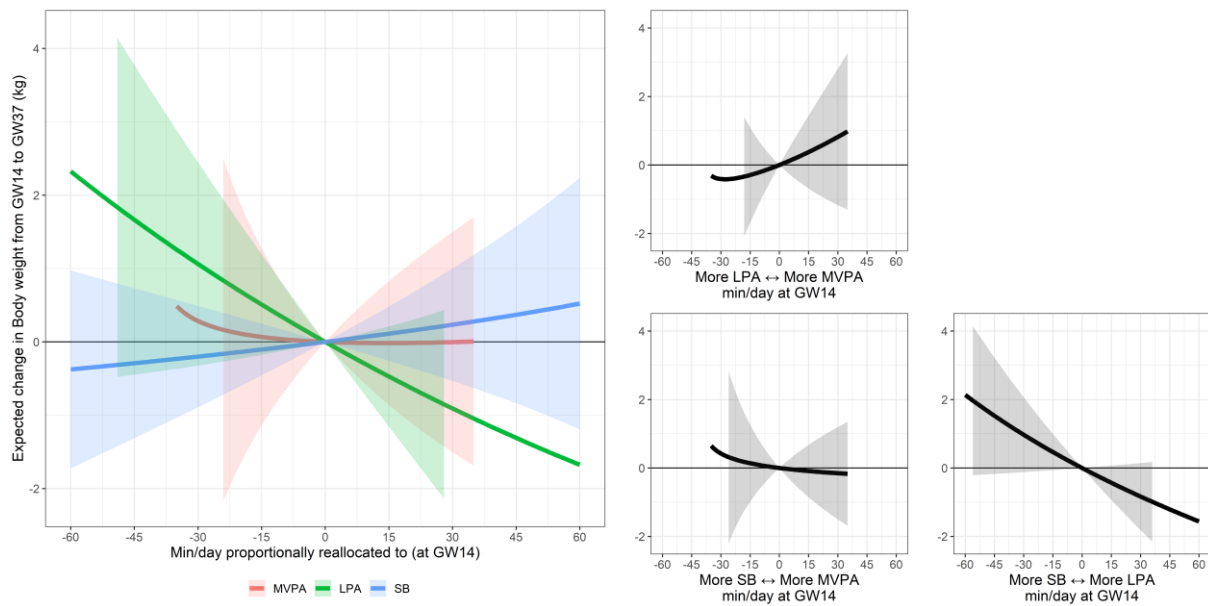 Expected change in Body weight from GW14 to GW37 (kg)
4
2
0
-2
-60 -45 -30 -15 0 15 30 45 60
Min/day proportionally reallocated to (at GW14)
MVPA LPA SB
4
2
0
-2
-60 -45 -30 -15 0 15 30 45 60
More LPA ↔ More MVPA
min/day at GW14
4
2
0
-2
-60 -45 -30 -15 0 15 30 45 60
More SB ↔ More MVPA
min/day at GW14
4
2
0
-2
-60 -45 -30 -15 0 15 30 45 60
More SB ↔ More LPA
min/day at GW14